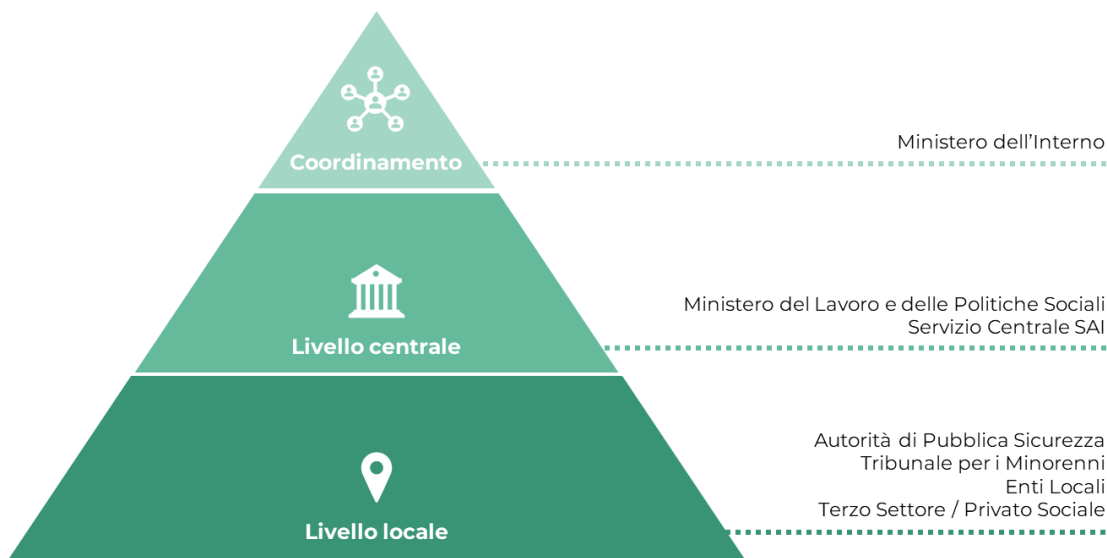 Coordinamento
Ministero dell’Interno
Livello centrale
Ministero del Lavoro e delle Politiche Sociali
Servizio Centrale SAI
Livello locale
Autorità di Pubblica Sicurezza
Tribunale per i Minorenni
Enti Locali
Terzo Settore / Privato Sociale